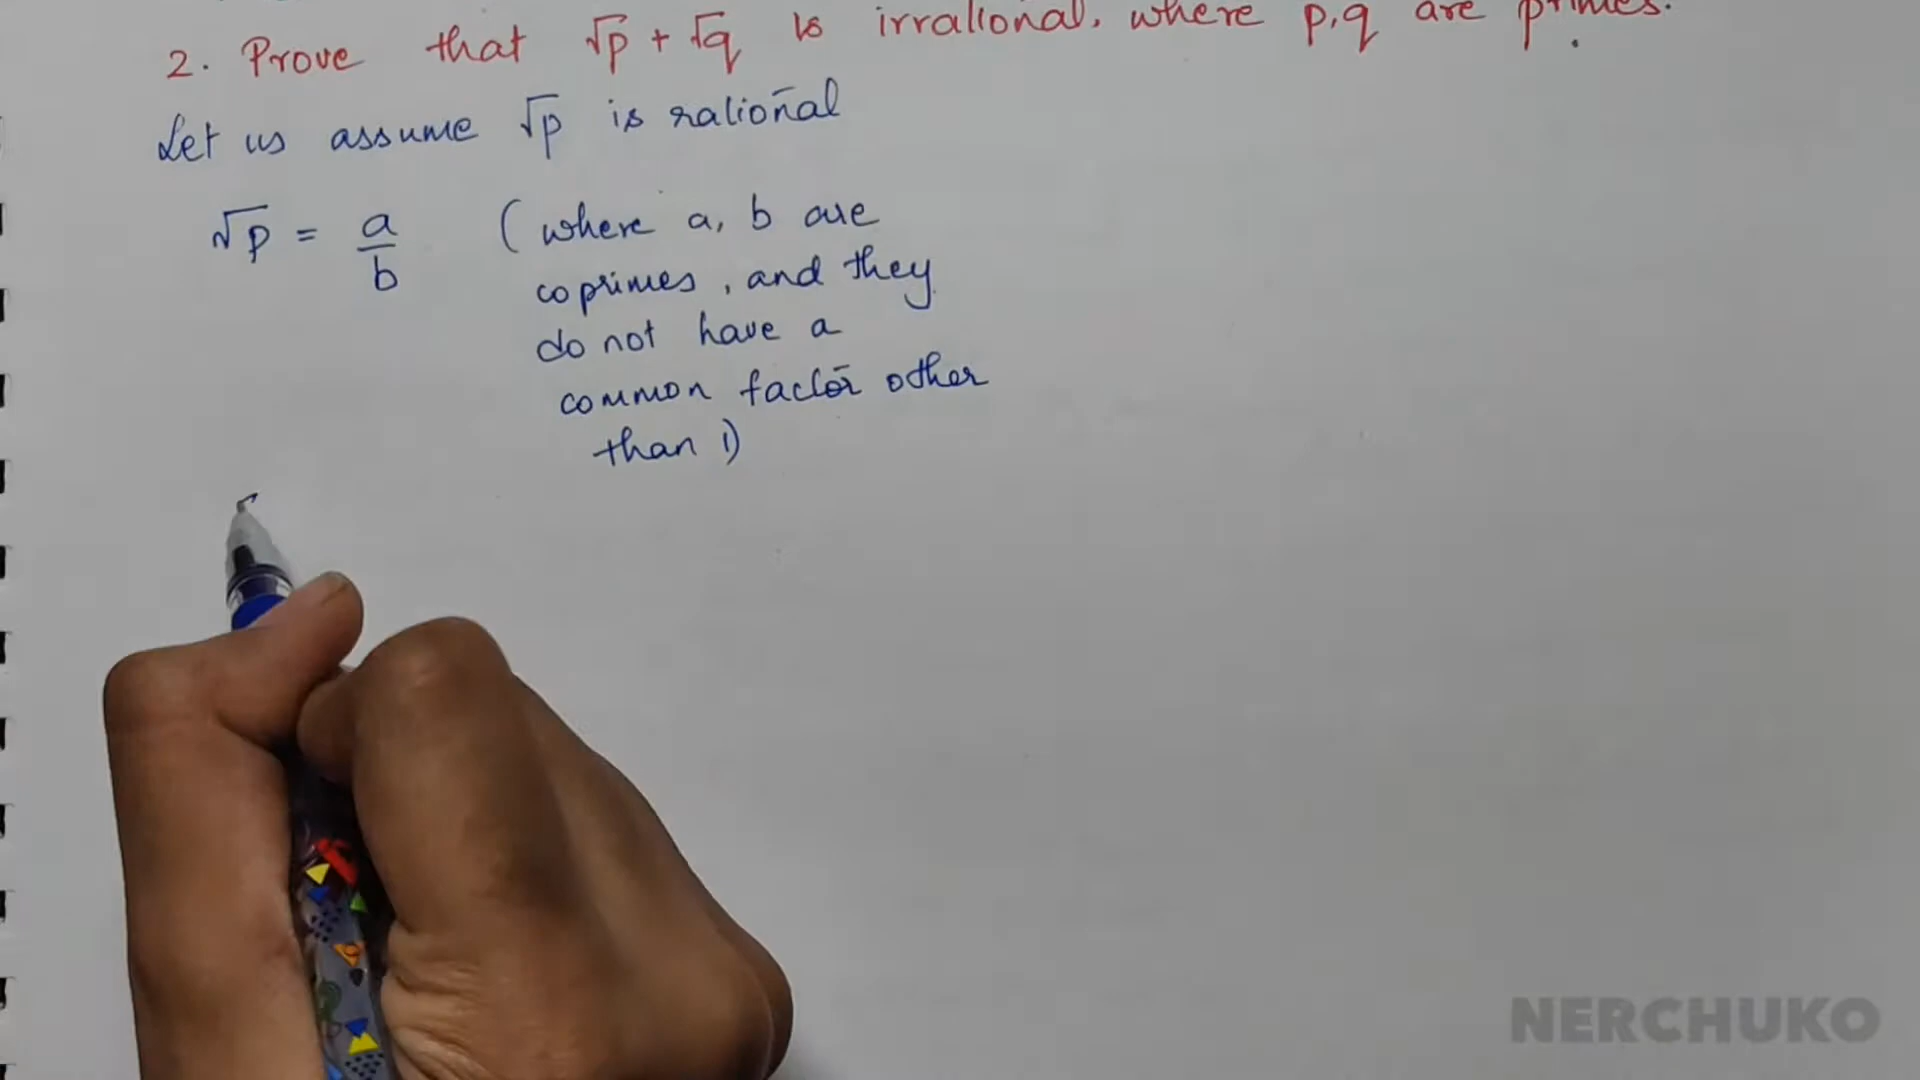 2. Prove that √p + √q is irrational, where p,q are primes.
Let us assume √p is rational
√p = a/b (where a, b are
coprimes, and they
do not have a
common factor other
than 1)
NERCHUKO